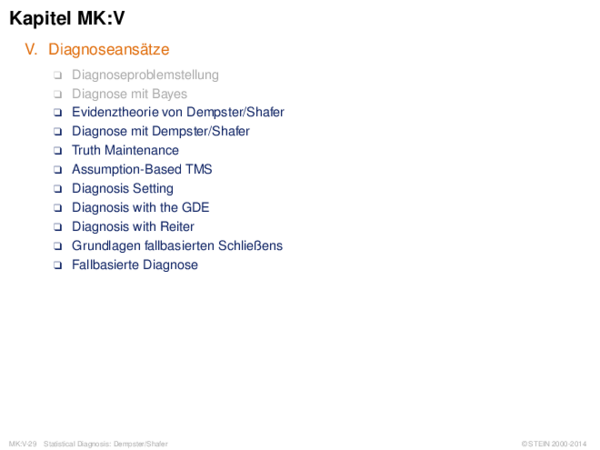 Kapitel MK:V
V. Diagnoseansätze
❑ Diagnoseproblemstellung
❑ Diagnose mit Bayes
❑ Evidenztheorie von Dempster/Shafer
❑ Diagnose mit Dempster/Shafer
❑ Truth Maintenance
❑ Assumption-Based TMS
❑ Diagnosis Setting
❑ Diagnosis with the GDE
❑ Diagnosis with Reiter
❑ Grundlagen fallbasierten Schließens
❑ Fallbasierte Diagnose
MK:V-29 Statistical Diagnosis: Dempster/Shafer © STEIN 2000-2014